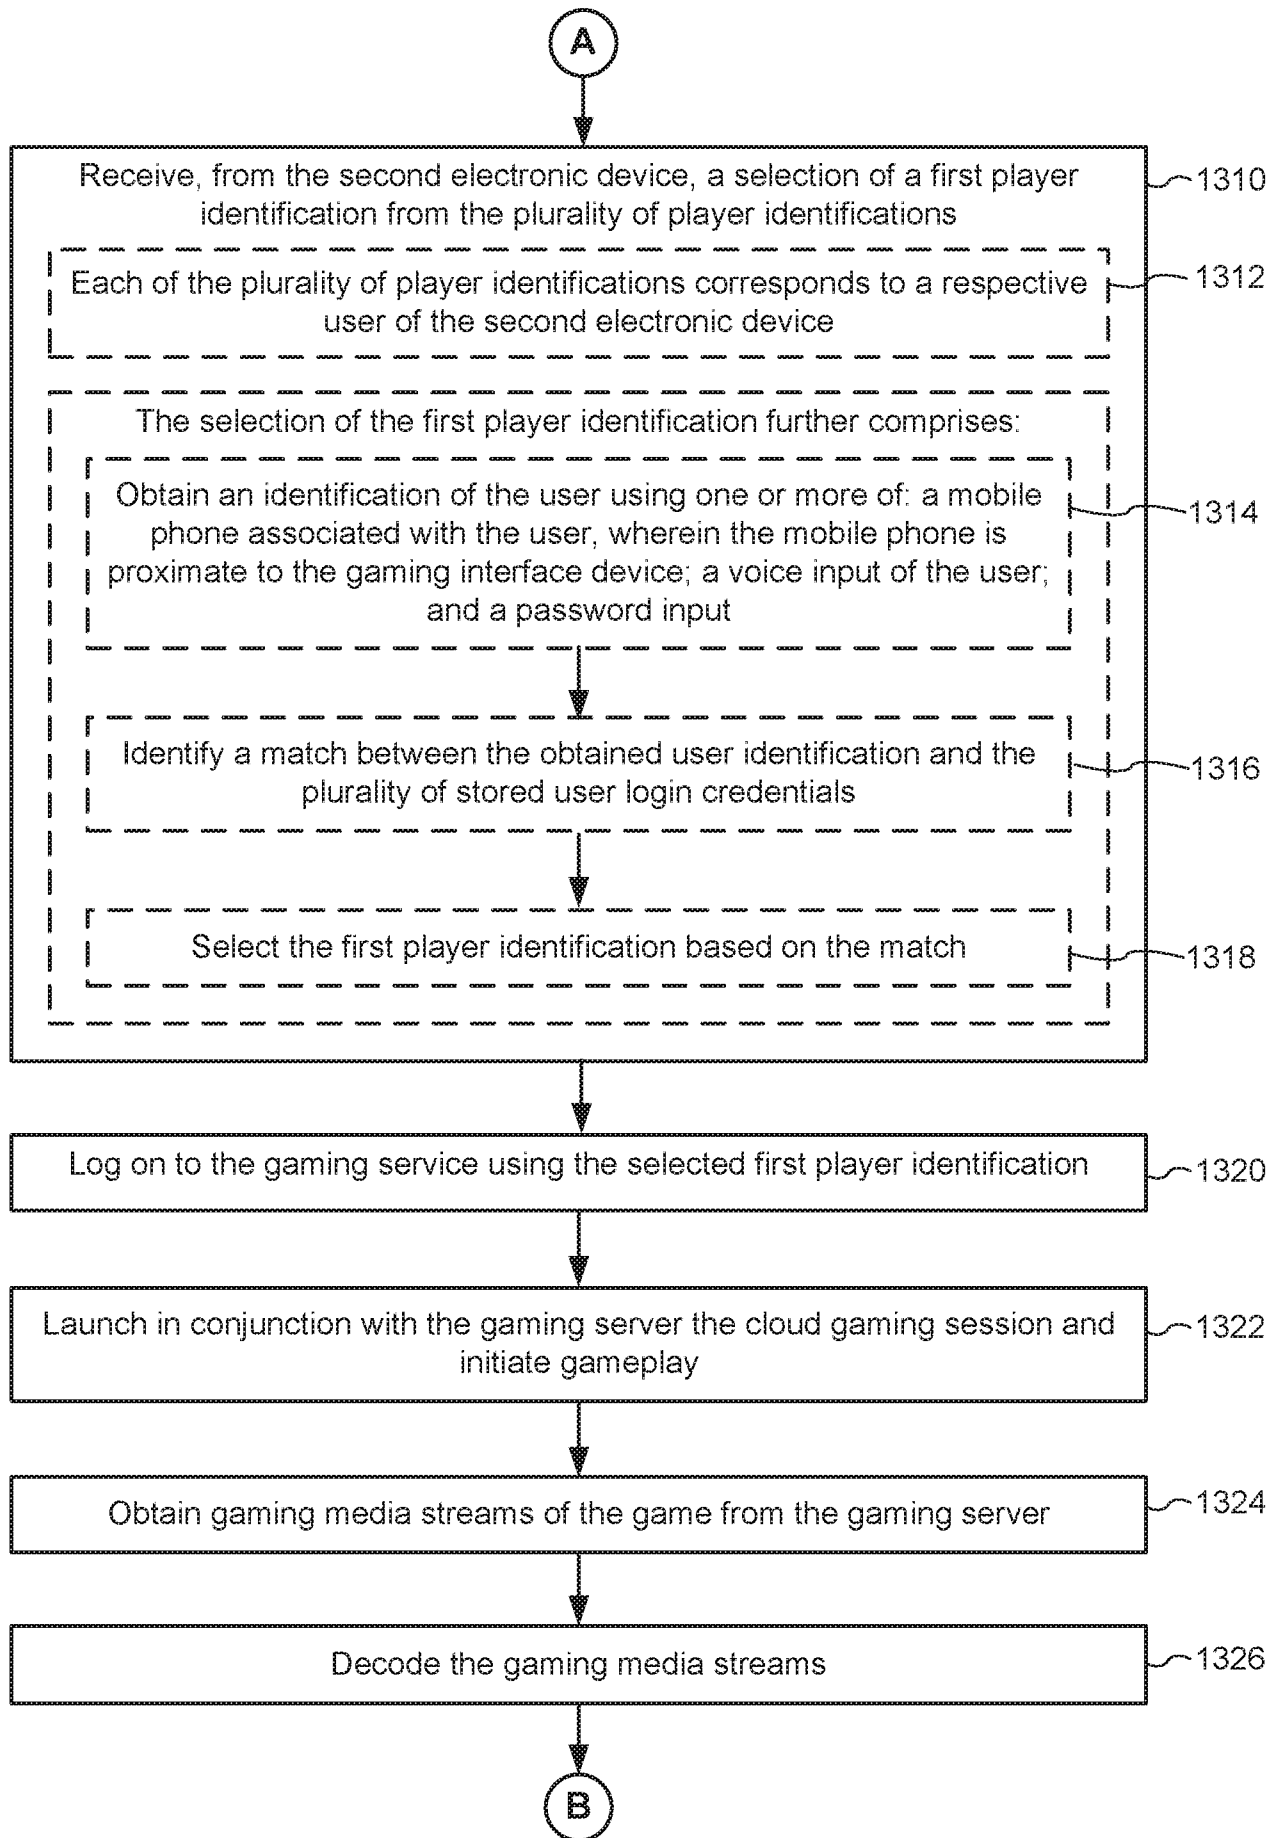 A
Receive, from the second electronic device, a selection of a first player
identification from the plurality of player identifications
1310
Each of the plurality of player identifications corresponds to a respective
user of the second electronic device
1312
The selection of the first player identification further comprises:
Obtain an identification of the user using one or more of: a mobile
phone associated with the user, wherein the mobile phone is
proximate to the gaming interface device; a voice input of the user;
and a password input
1314
Identify a match between the obtained user identification and the
plurality of stored user login credentials
1316
Select the first player identification based on the match
1318
Log on to the gaming service using the selected first player identification
1320
Launch in conjunction with the gaming server the cloud gaming session and
initiate gameplay
1322
Obtain gaming media streams of the game from the gaming server
1324
Decode the gaming media streams
1326
B